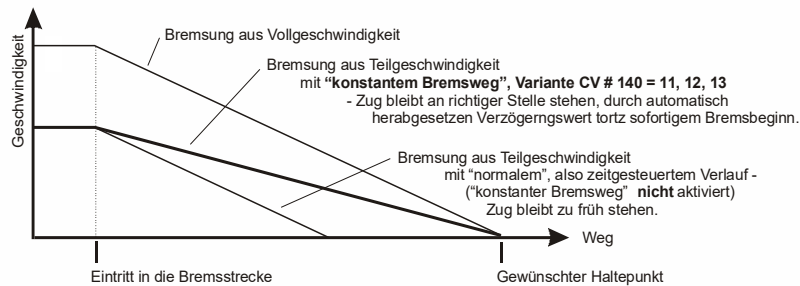 Geschwindigkeit
Bremsung aus Vollgeschwindigkeit
Bremsung aus Teilgeschwindigkeit
mit “konstantem Bremsweg”, Variante CV # 140 = 11, 12, 13
- Zug bleibt an richtiger Stelle stehen, durch automatisch
herabgesetzen Verzögerngswert tortz sofortigem Bremsbeginn.
Bremsung aus Teilgeschwindigkeit
mit “normalem”, also zeitgesteuertem Verlauf -
(“konstanter Bremsweg” nicht aktiviert)
Zug bleibt zu früh stehen.
Weg
Eintritt in die Bremsstrecke
Gewünschter Haltepunkt